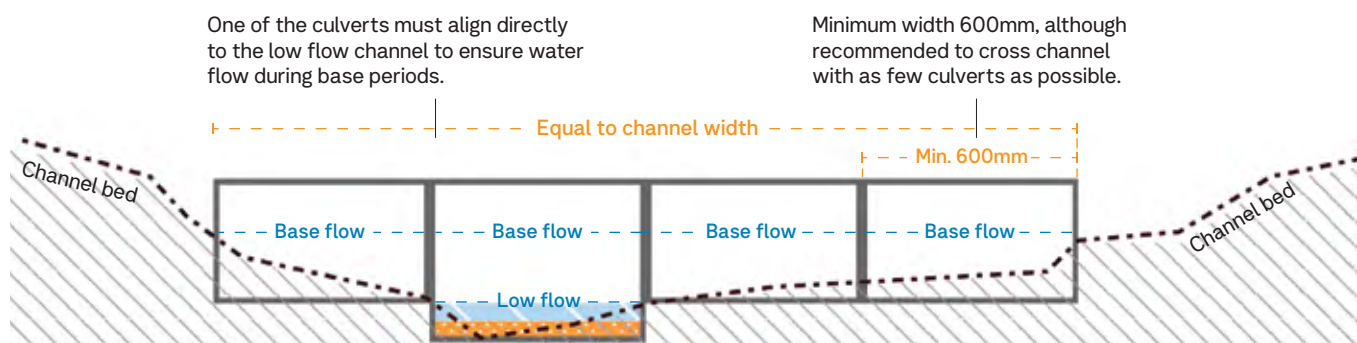 One of the culverts must align directly
to the low flow channel to ensure water
flow during base periods.
Minimum width 600mm, although
recommended to cross channel
with as few culverts as possible.
Equal to channel width
Min. 600mm
Channel bed
Channel bed
Base flow
Base flow
Base flow
Base flow
Low flow